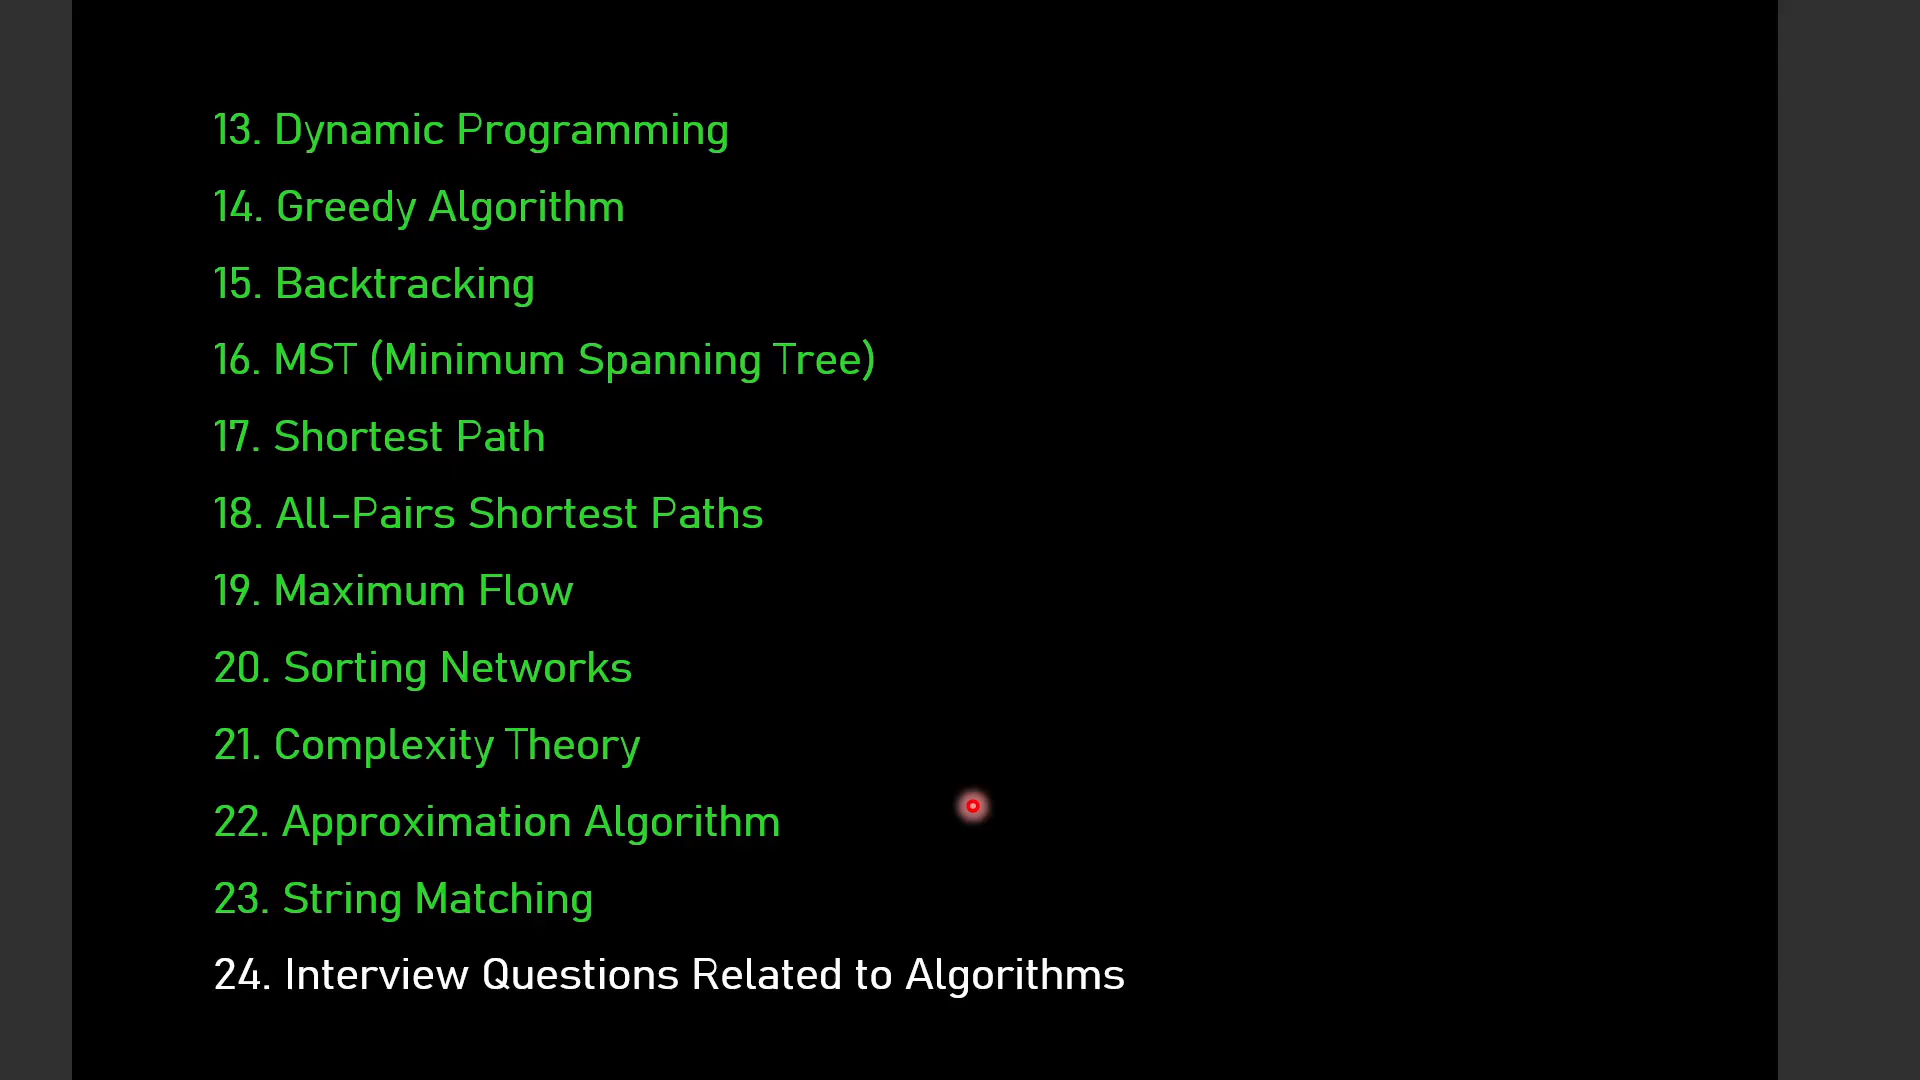 13. Dynamic Programming
14. Greedy Algorithm
15. Backtracking
16. MST (Minimum Spanning Tree)
17. Shortest Path
18. All-Pairs Shortest Paths
19. Maximum Flow
20. Sorting Networks
21. Complexity Theory
22. Approximation Algorithm
23. String Matching
24. Interview Questions Related to Algorithms